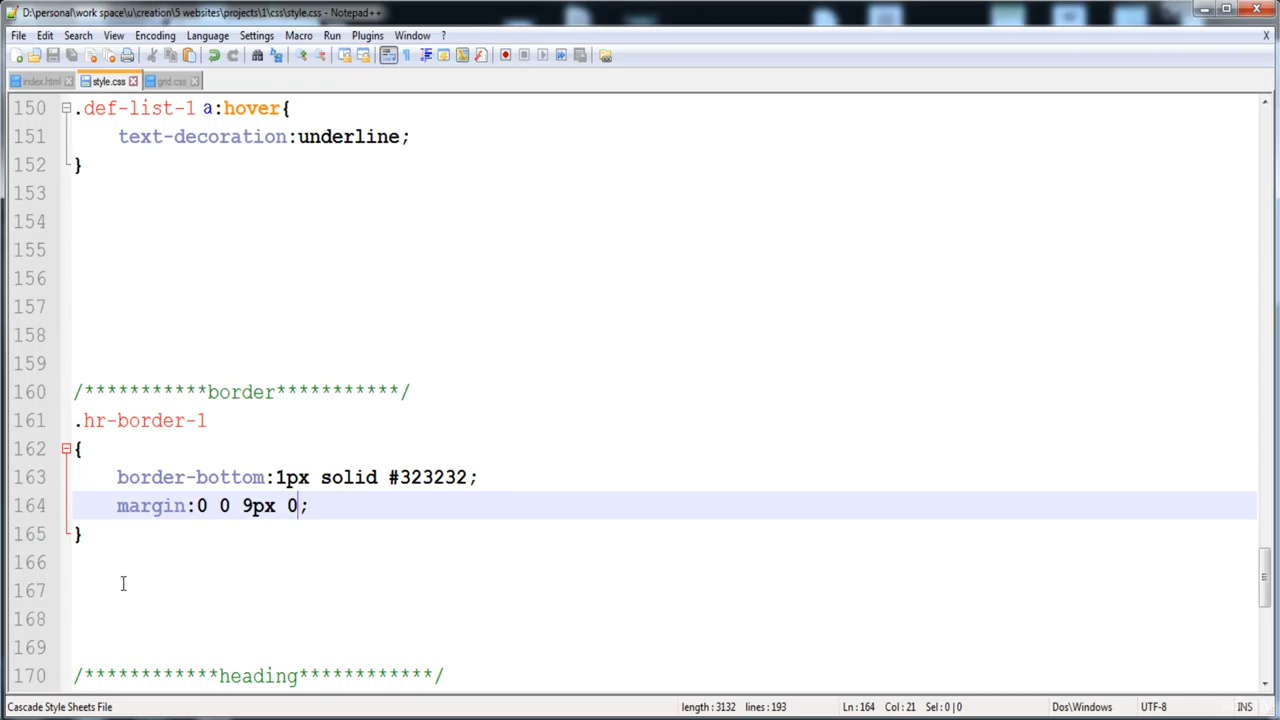 D:\personal\work space\u\creation\5 websites\projects\1\css\style.css - Notepad++
File Edit Search View Encoding Language Settings Macro Run Plugins Window ? X
index.html style.css grid.css
150 .def-list-1 a:hover{
151 text-decoration:underline;
152 }
153
154
155
156
157
158
159
160 /***********border***********/
161 .hr-border-1
162 {
163 border-bottom:1px solid #323232;
164 margin:0 0 9px 0;
165 }
166
167
168
169
170 /************heading************/
Cascade Style Sheets File length : 3132 lines : 193 Ln : 164 Col : 21 Sel : 0 | 0 Dos\Windows UTF-8 INS